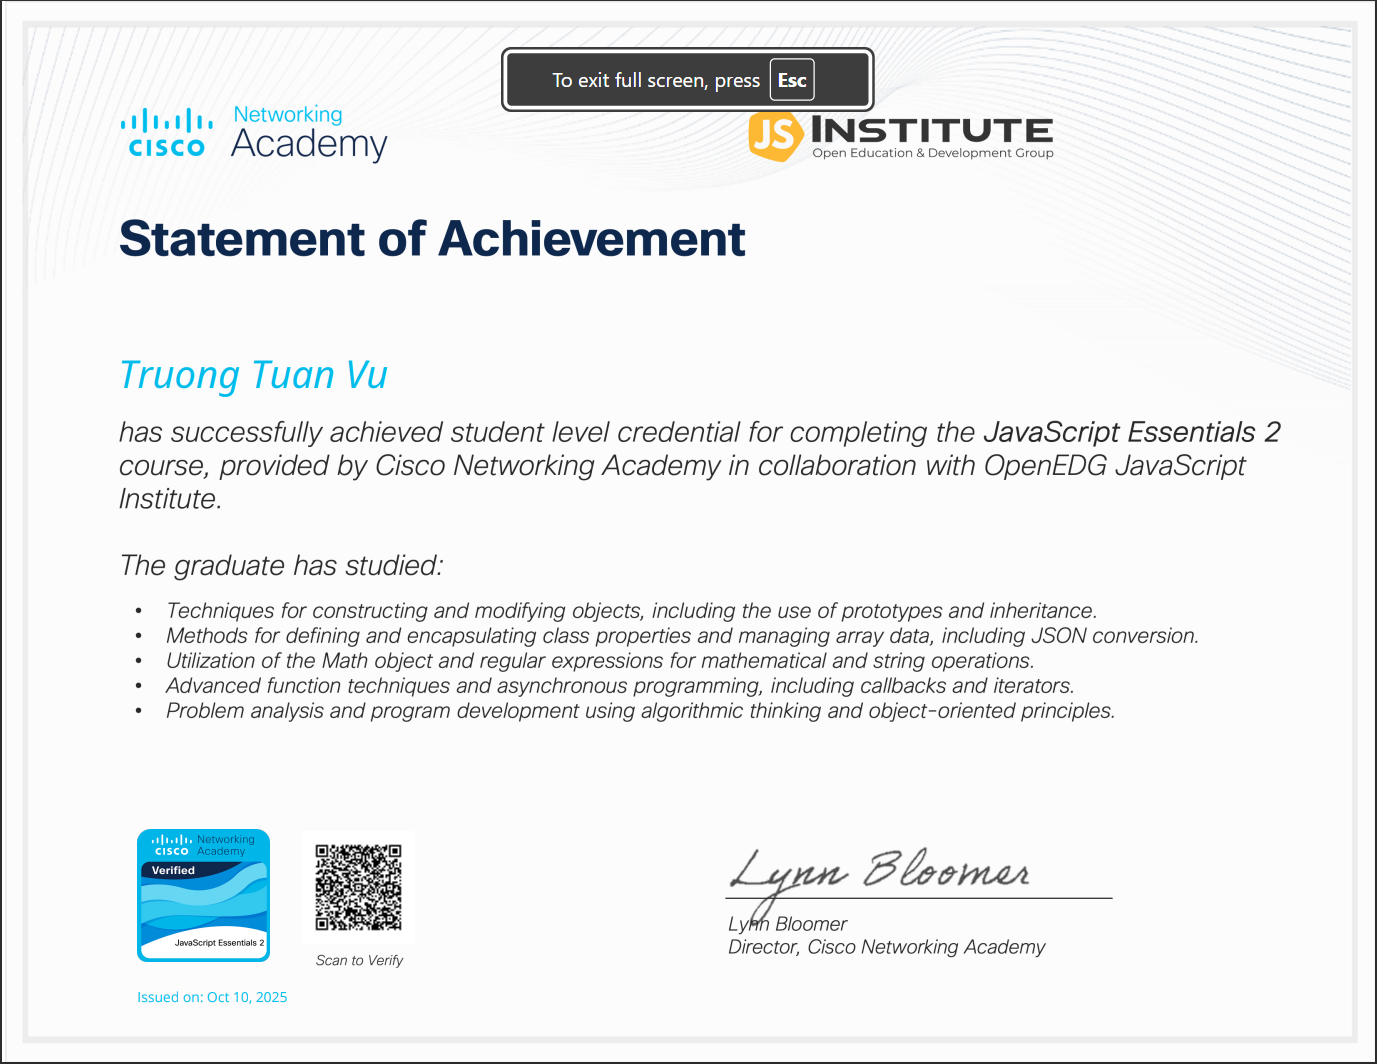 To exit full screen, press Esc
CISCO Networking Academy
JS INSTITUTE
Open Education & Development Group
Statement of Achievement
Truong Tuan Vu
has successfully achieved student level credential for completing the JavaScript Essentials 2
course, provided by Cisco Networking Academy in collaboration with OpenEDG JavaScript
Institute.
The graduate has studied:
• Techniques for constructing and modifying objects, including the use of prototypes and inheritance.
• Methods for defining and encapsulating class properties and managing array data, including JSON conversion.
• Utilization of the Math object and regular expressions for mathematical and string operations.
• Advanced function techniques and asynchronous programming, including callbacks and iterators.
• Problem analysis and program development using algorithmic thinking and object-oriented principles.
CISCO Networking Academy
Verified
JavaScript Essentials 2
Scan to Verify
Issued on: Oct 10, 2025
Lynn Bloomer
Lynn Bloomer
Director, Cisco Networking Academy